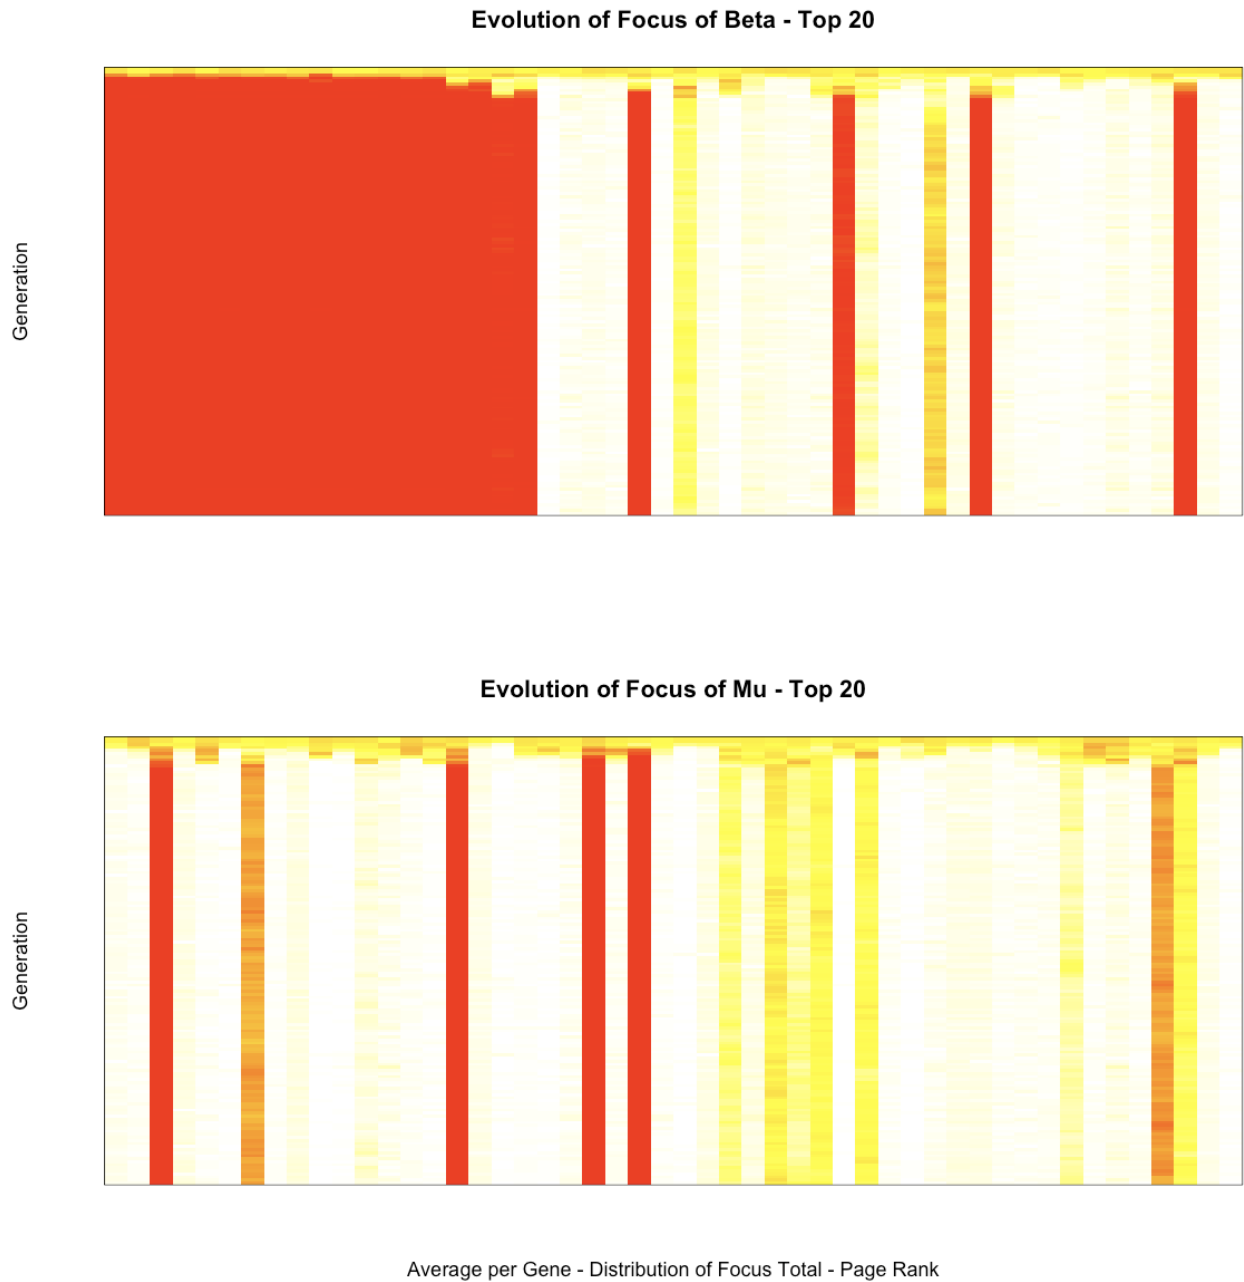 Evolution of Focus of Beta - Top 20
Generation
Evolution of Focus of Mu - Top 20
Generation
Average per Gene - Distribution of Focus Total - Page Rank